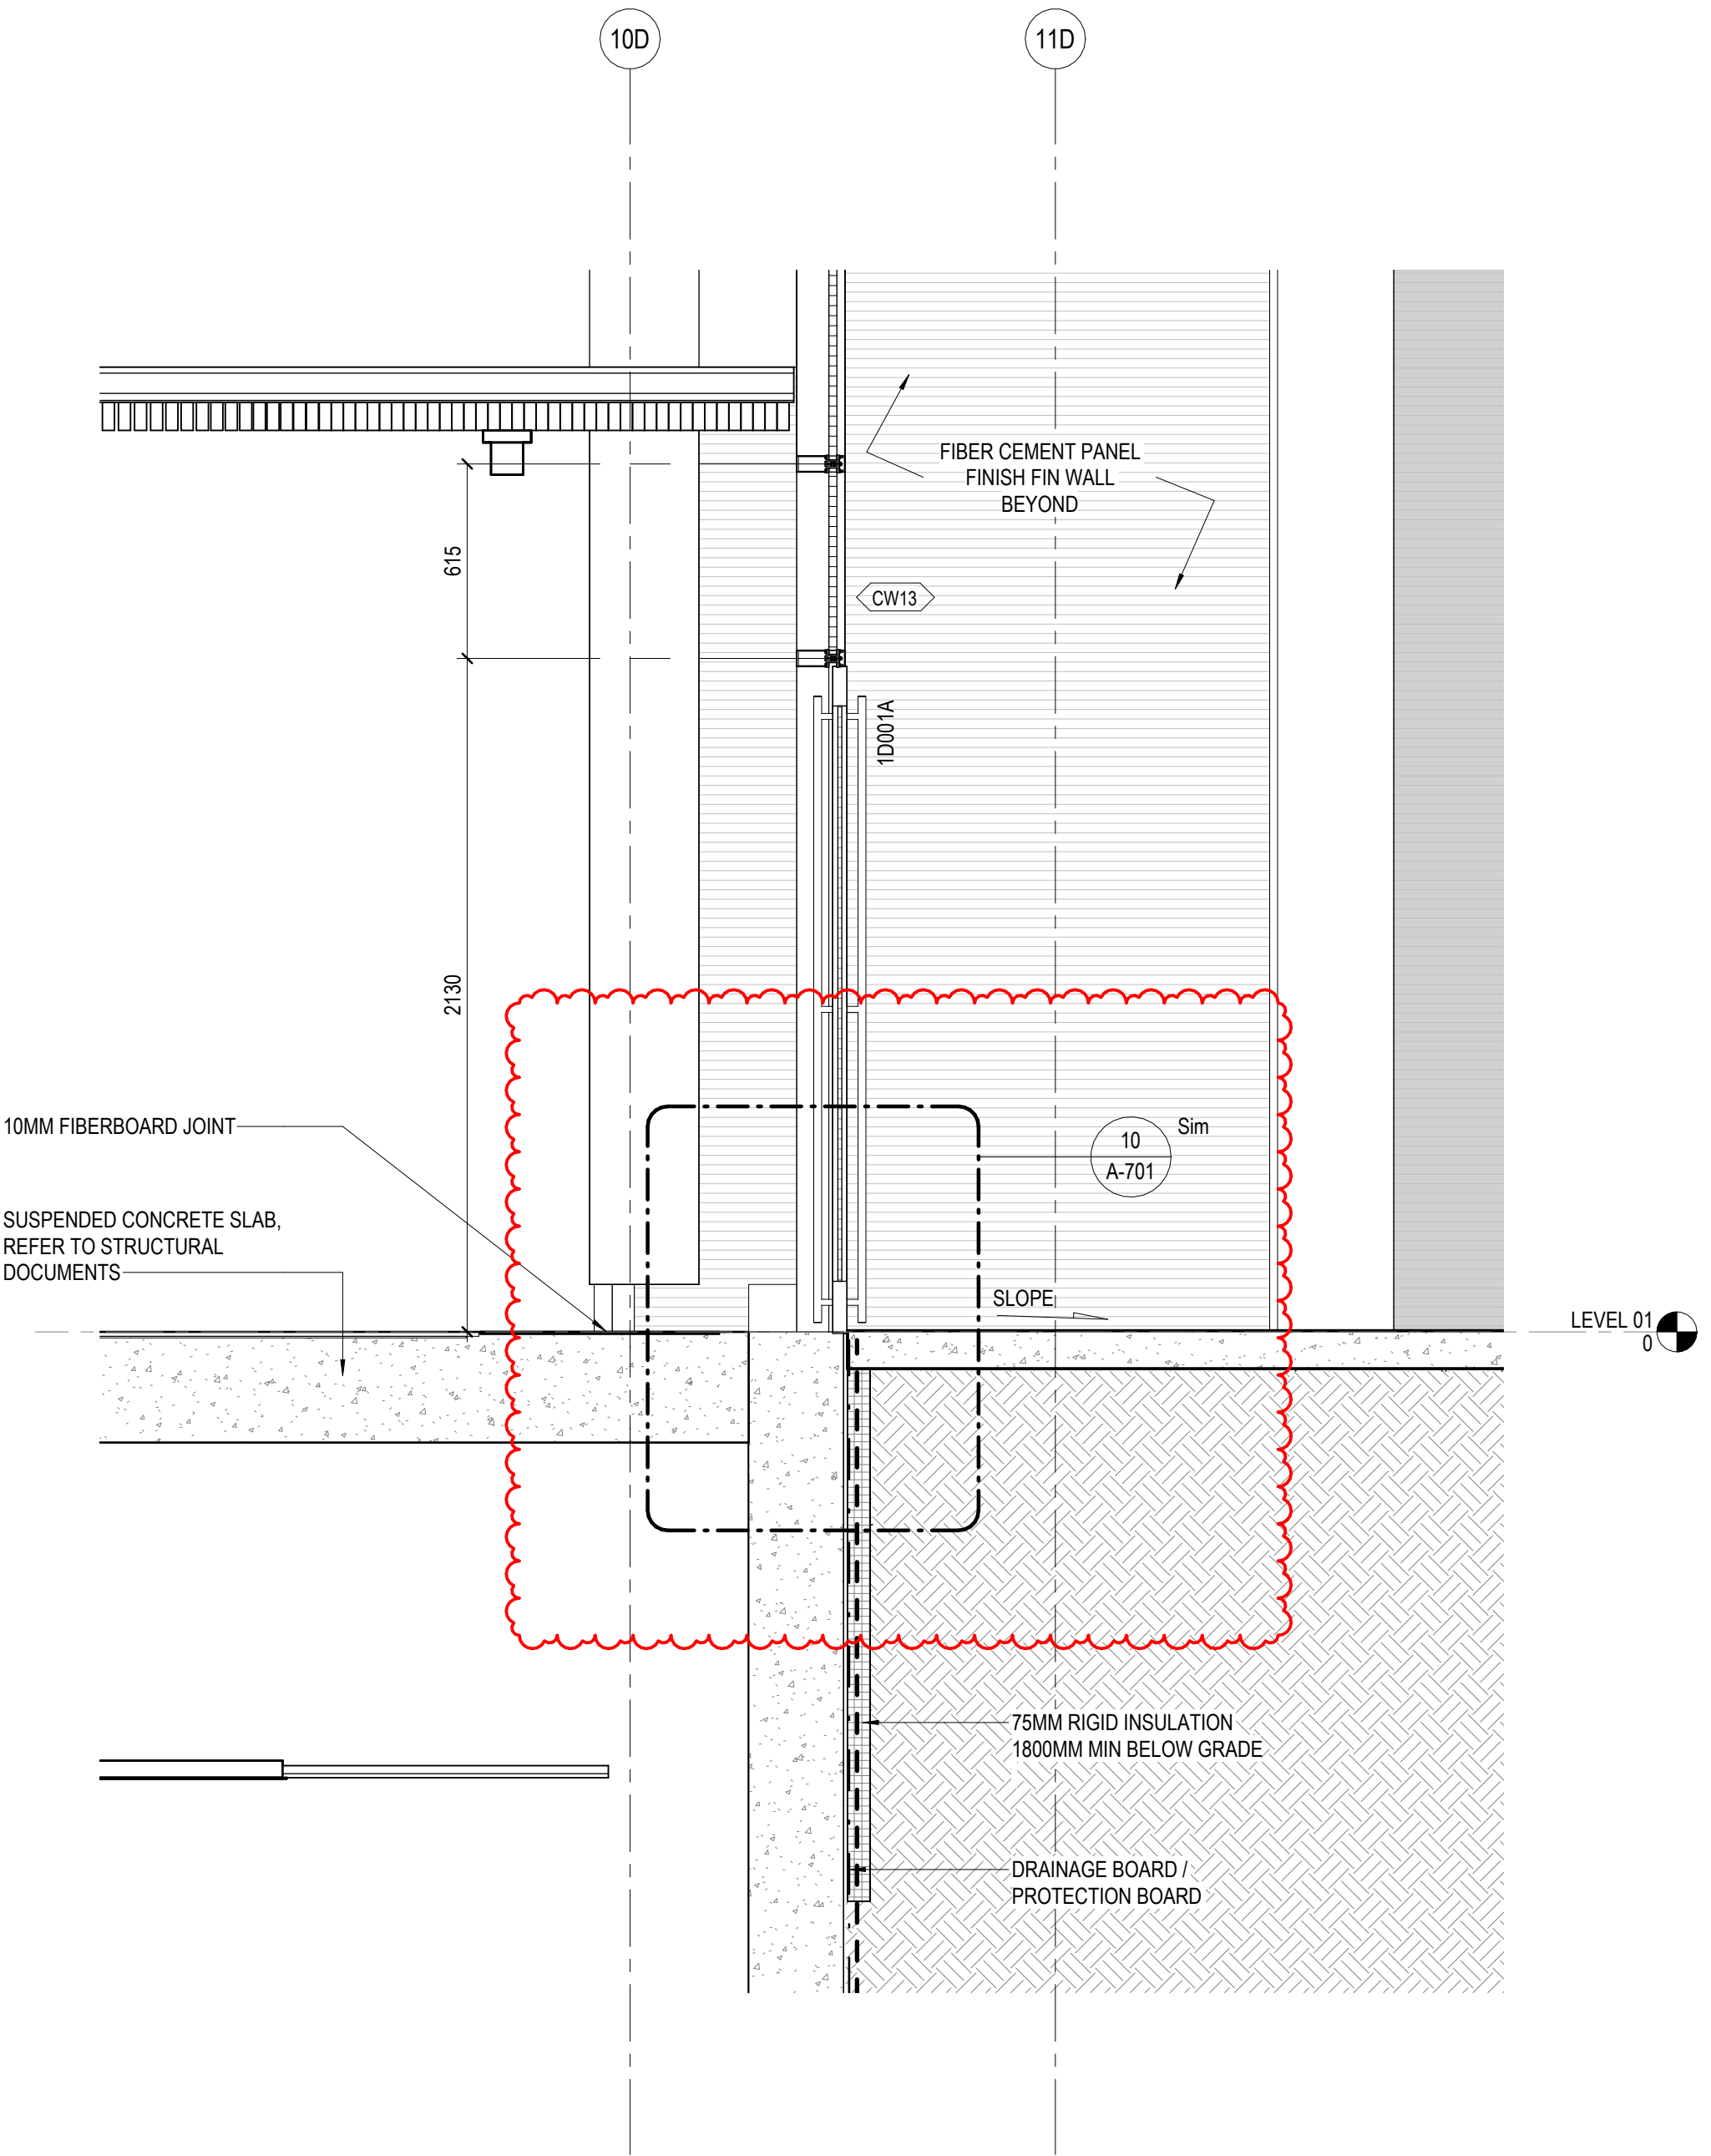 10D
11D
FIBER CEMENT PANEL
FINISH FIN WALL
BEYOND
615
CW13
1D001A
2130
10MM FIBERBOARD JOINT
10
A-701
Sim
SUSPENDED CONCRETE SLAB,
REFER TO STRUCTURAL
DOCUMENTS
SLOPE
LEVEL 01
0
75MM RIGID INSULATION
1800MM MIN BELOW GRADE
DRAINAGE BOARD /
PROTECTION BOARD